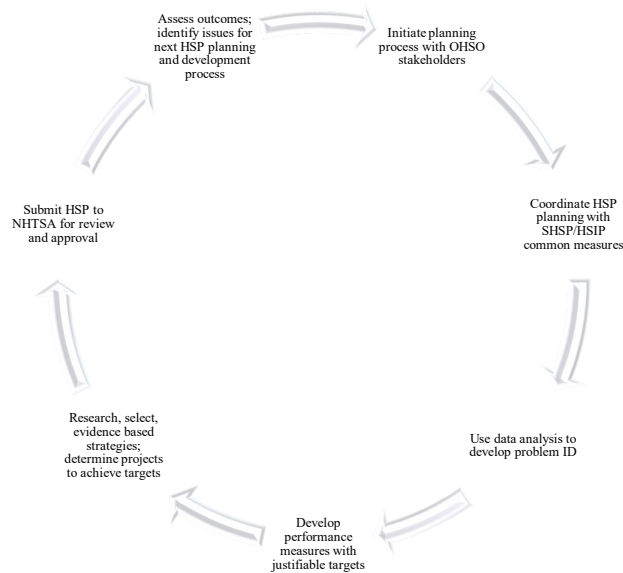 Assess outcomes;
identify issues for
next HSP planning
and development
process
Initiate planning
process with OHSO
stakeholders
Coordinate HSP
planning with
SHSP/HSIP
common measures
Use data analysis to
develop problem ID
Develop
performance
measures with
justifiable targets
Research, select,
evidence based
strategies;
determine projects
to achieve targets
Submit HSP to
NHTSA for review
and approval